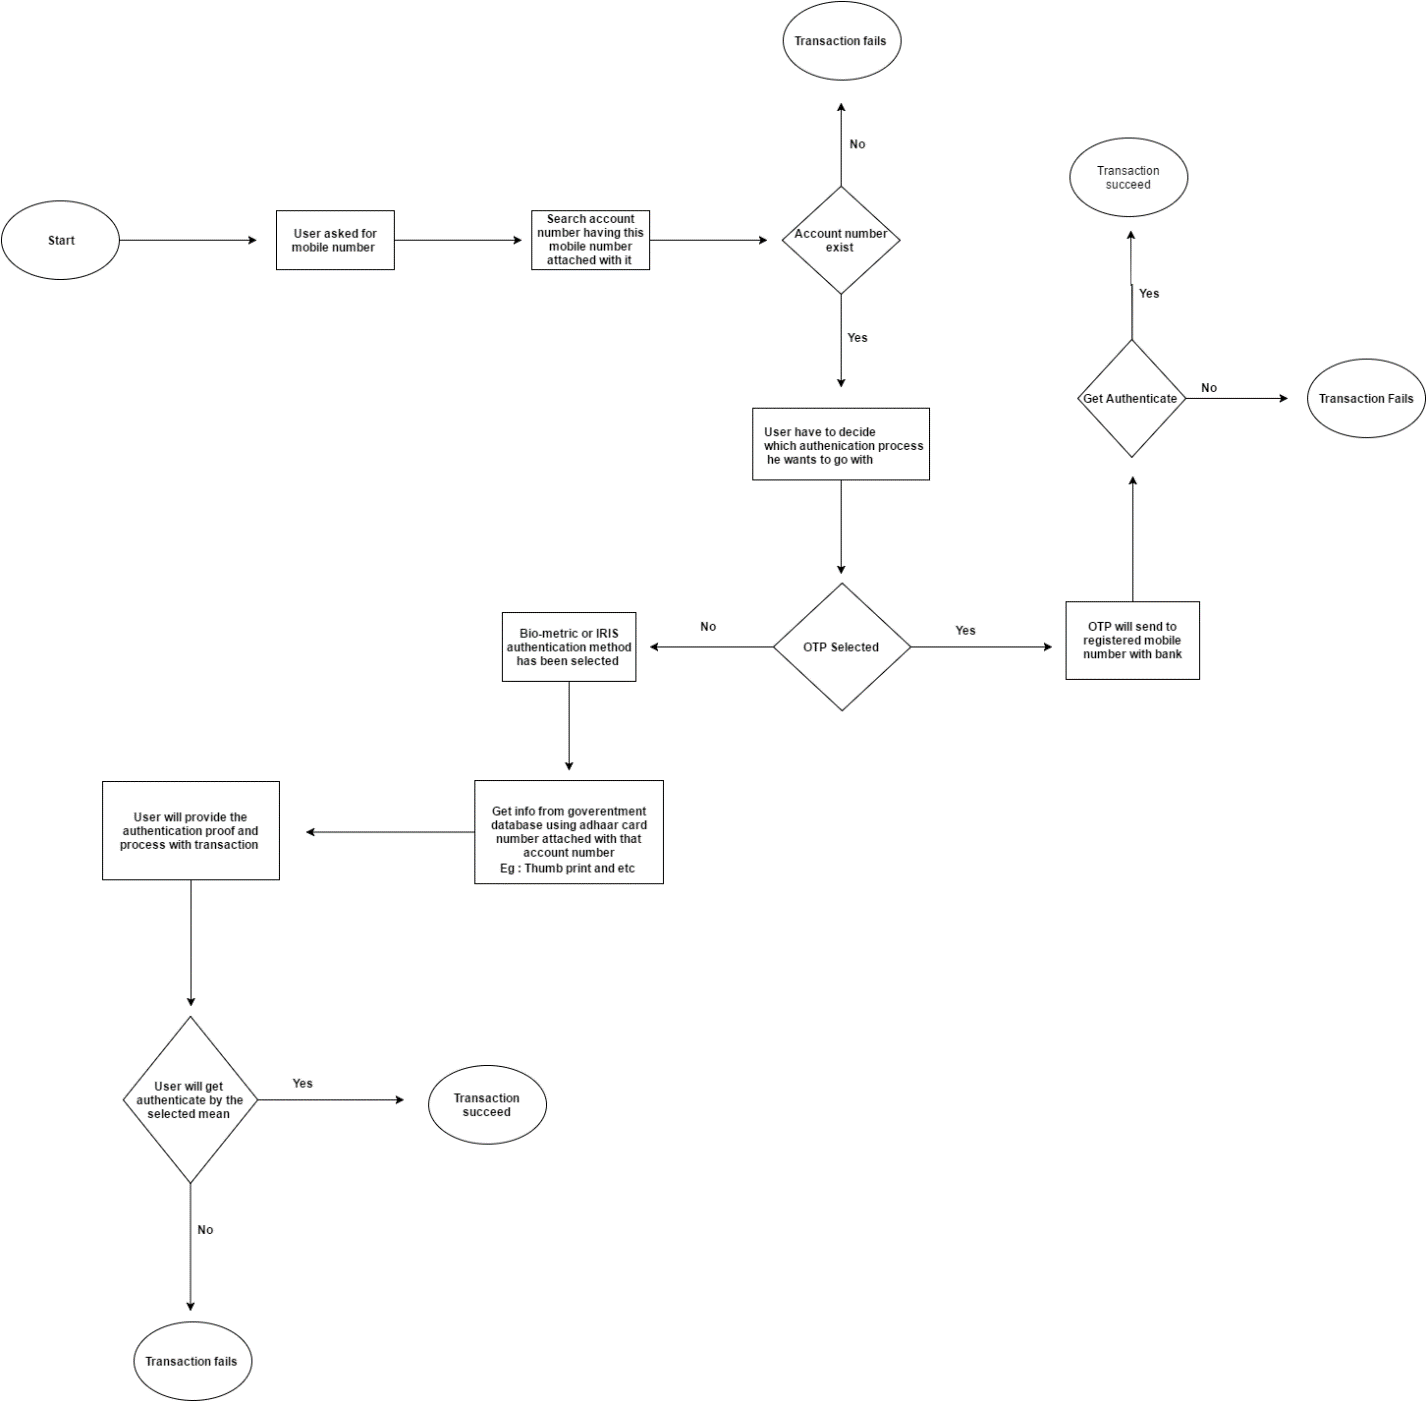 Transaction fails
No
Transaction
succeed
Start
User asked for
mobile number
Search account
number having this
mobile number
attached with it
Account number
exist
Yes
Yes
Get Authenticate
No
Transaction Fails
User have to decide
which authenication process
he wants to go with
Bio-metric or IRIS
authentication method
has been selected
No
OTP Selected
Yes
OTP will send to
registered mobile
number with bank
User will provide the
authentication proof and
process with transaction
Get info from goverentment
database using adhaar card
number attached with that
account number
Eg : Thumb print and etc
User will get
authenticate by the
selected mean
Yes
Transaction
succeed
No
Transaction fails